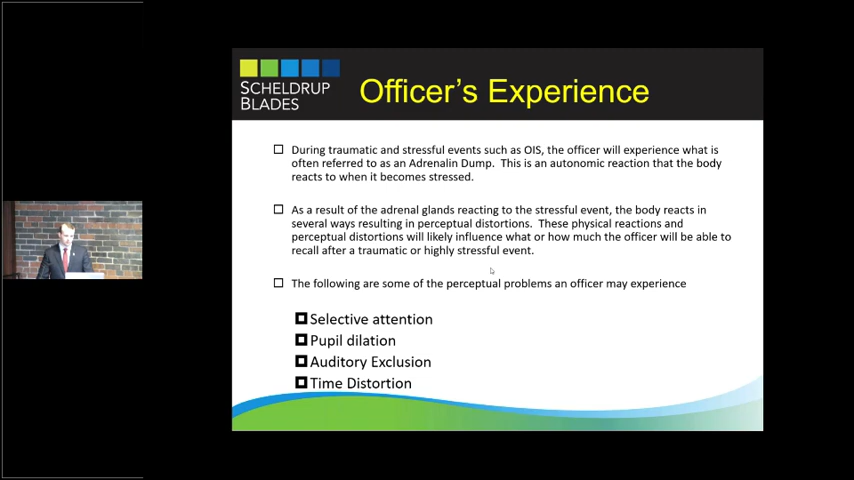 SCHELDRUP
BLADES
Officer's Experience
During traumatic and stressful events such as OIS, the officer will experience what is
often referred to as an Adrenalin Dump. This is an autonomic reaction that the body
reacts to when it becomes stressed.
As a result of the adrenal glands reacting to the stressful event, the body reacts in
several ways resulting in perceptual distortions. These physical reactions and
perceptual distortions will likely influence what or how much the officer will be able to
recall after a traumatic or highly stressful event.
The following are some of the perceptual problems an officer may experience
Selective attention
Pupil dilation
Auditory Exclusion
Time Distortion